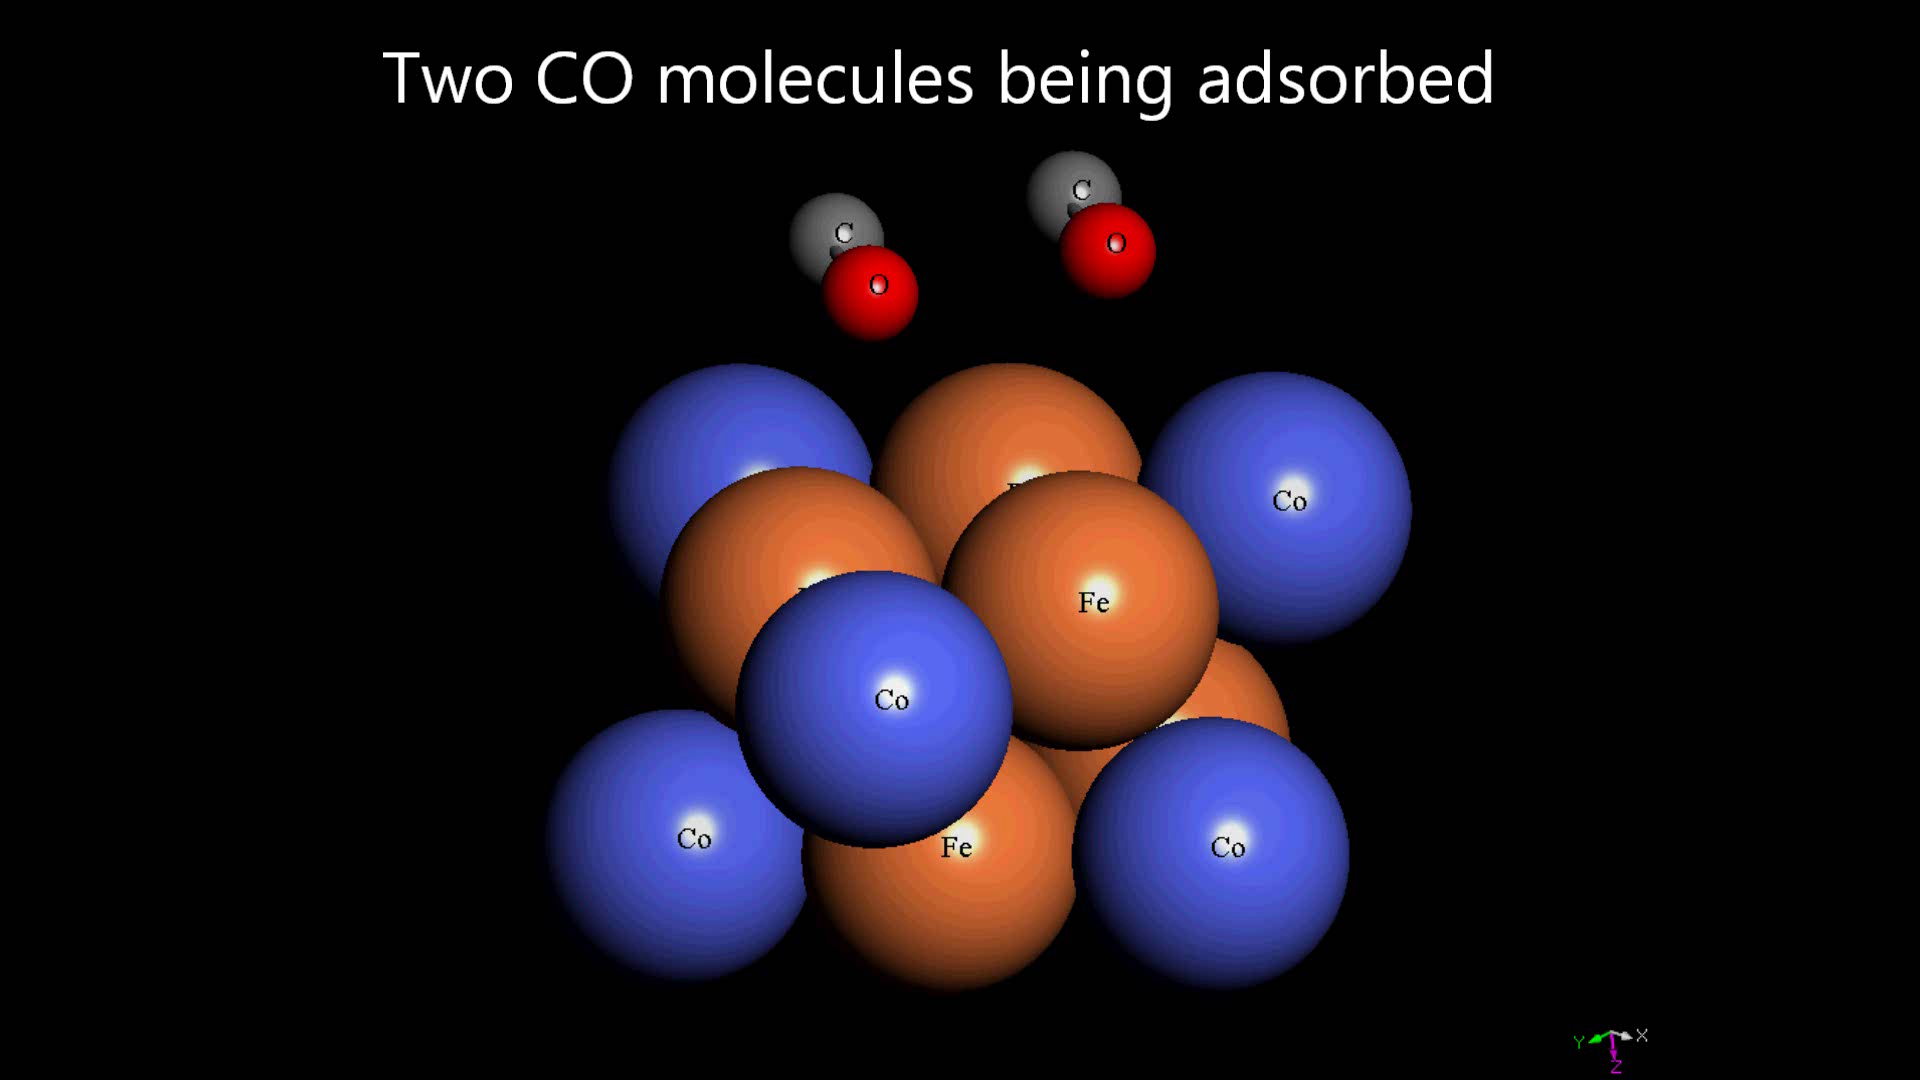 Two CO molecules being adsorbed
C
C
O
O
Co
Fe
Co
Co
Fe
Co
Y
X
Z